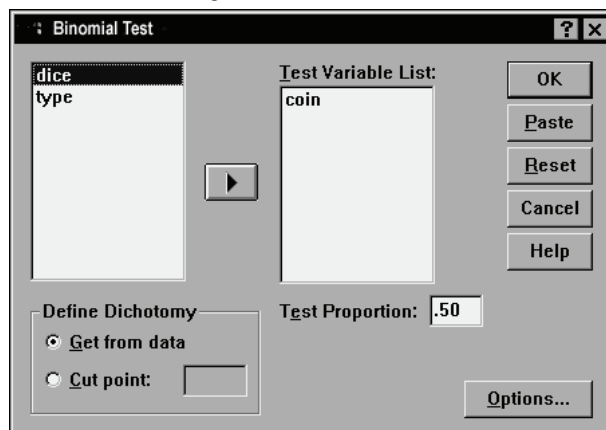 Binomial Test
dice
type
Test Variable List:
coin
OK
Paste
Reset
Cancel
Help
Define Dichotomy
Get from data
Cut point:
Test Proportion: .50
Options...